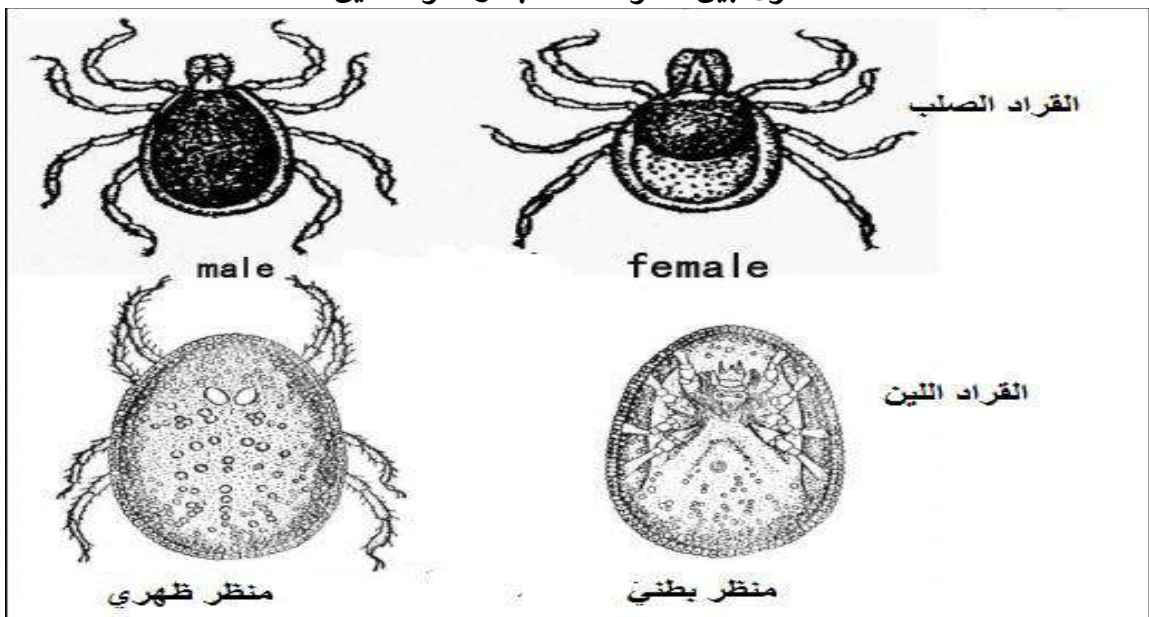 القراد الصلب
male
female
القراد اللين
منظر ظهري
منظر بطني